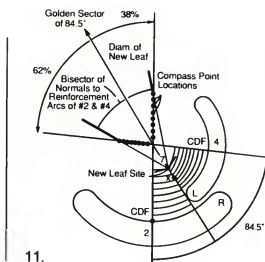 Golden Sector
of 84.5°
38%
Diam of
New Leaf
Compass Point
Locations
62%
Bisector of
Normals to
Reinforcement
Arcs of #2 & #4
7
CDF
4
New Leaf Site
L
R
CDF
2
84.5°
11.